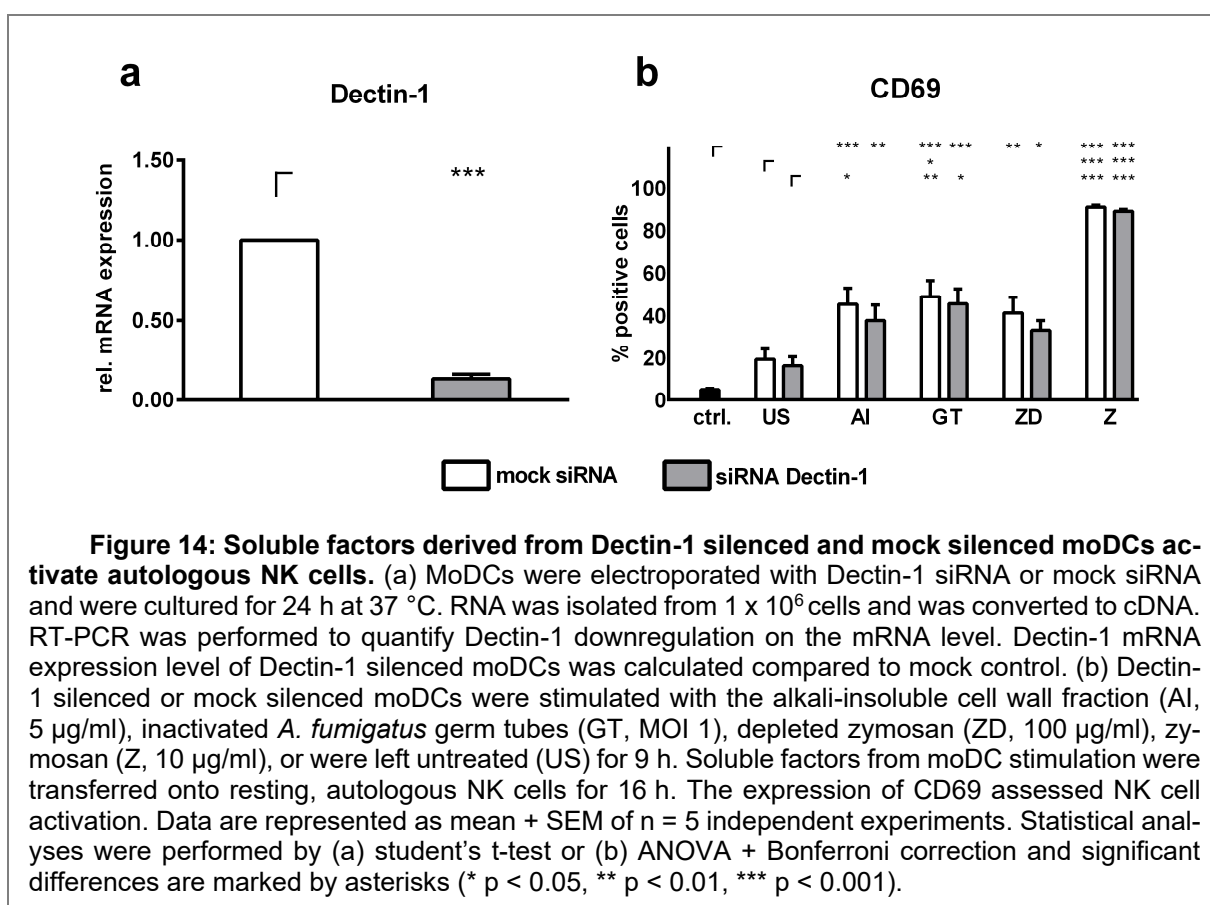 a
Dectin-1
rel. mRNA expression
1.50
1.00
0.50
0.00
***
b
CD69
% positive cells
100
80
60
40
20
0
*** ** *** *** ** * *** ***
* *** ***
* ** * *** ***
ctrl. US AI GT ZD Z
mock siRNA siRNA Dectin-1
Figure 14: Soluble factors derived from Dectin-1 silenced and mock silenced moDCs ac-
tivate autologous NK cells. (a) MoDCs were electroporated with Dectin-1 siRNA or mock siRNA
and were cultured for 24 h at 37 °C. RNA was isolated from 1 x 10⁶ cells and was converted to cDNA.
RT-PCR was performed to quantify Dectin-1 downregulation on the mRNA level. Dectin-1 mRNA
expression level of Dectin-1 silenced moDCs was calculated compared to mock control. (b) Dectin-
1 silenced or mock silenced moDCs were stimulated with the alkali-insoluble cell wall fraction (AI,
5 µg/ml), inactivated A. fumigatus germ tubes (GT, MOI 1), depleted zymosan (ZD, 100 µg/ml), zy-
mosan (Z, 10 µg/ml), or were left untreated (US) for 9 h. Soluble factors from moDC stimulation were
transferred onto resting, autologous NK cells for 16 h. The expression of CD69 assessed NK cell
activation. Data are represented as mean + SEM of n = 5 independent experiments. Statistical anal-
yses were performed by (a) student's t-test or (b) ANOVA + Bonferroni correction and significant
differences are marked by asterisks (* p < 0.05, ** p < 0.01, *** p < 0.001).